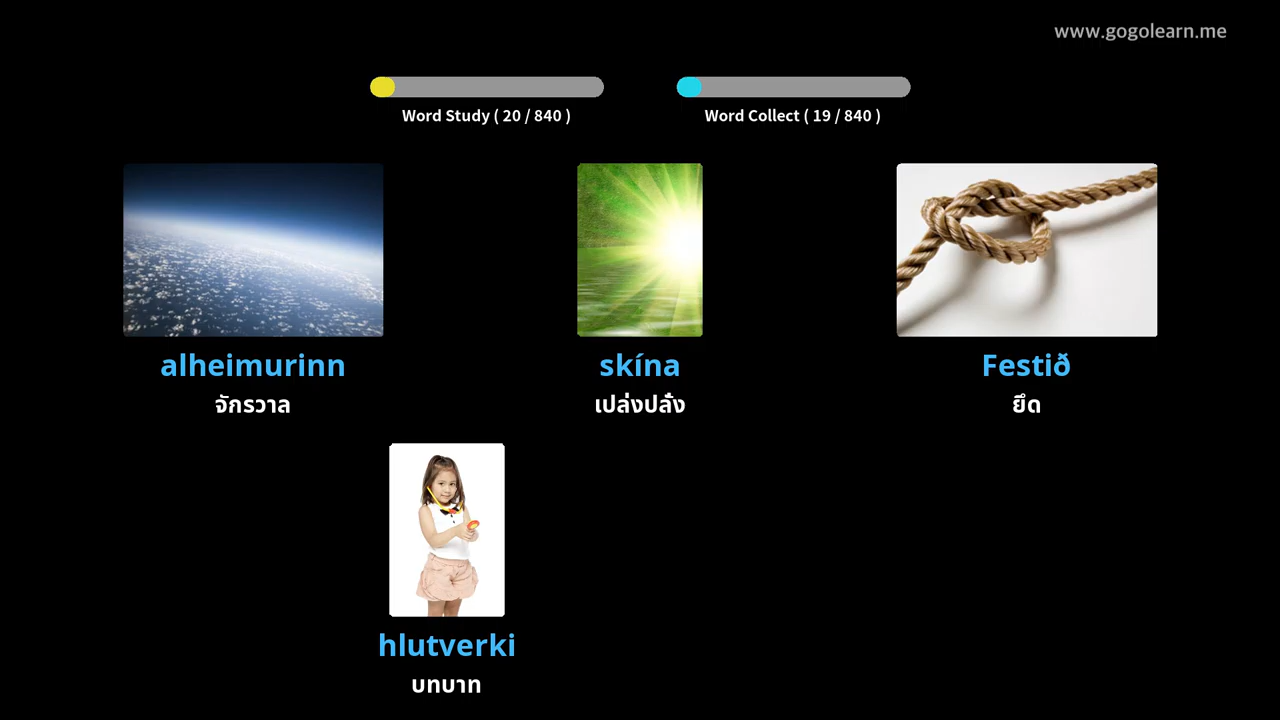 www.gogolearn.me
Word Study ( 20 / 840 )
Word Collect ( 19 / 840 )
alheimurinn
จักรวาล
skína
เปล่งปลั่ง
Festið
ยึด
hlutverki
บทบาท